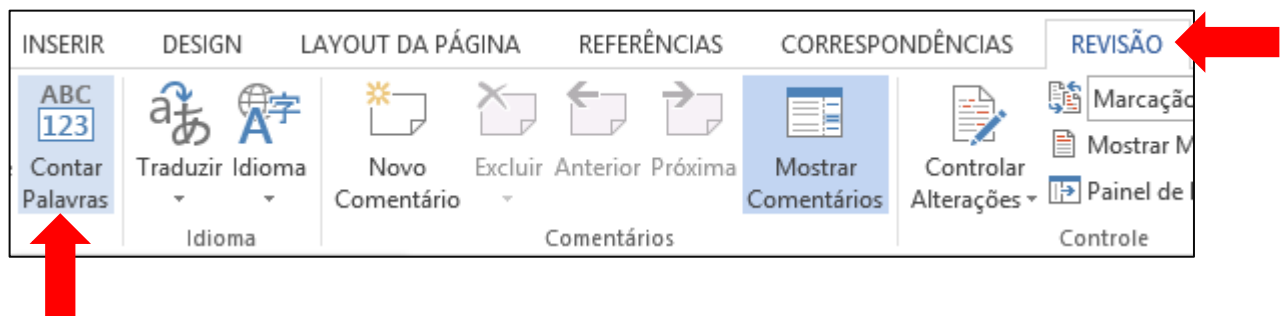 INSERIR DESIGN LAYOUT DA PÁGINA REFERÊNCIAS CORRESPONDÊNCIAS REVISÃO
ABC
123
Contar
Palavras
Traduzir
Idioma
Idioma
Novo
Comentário
Excluir
Anterior
Próxima
Mostrar
Comentários
Comentários
Controlar
Alterações
Marcação
Mostrar M
Painel de
Controle